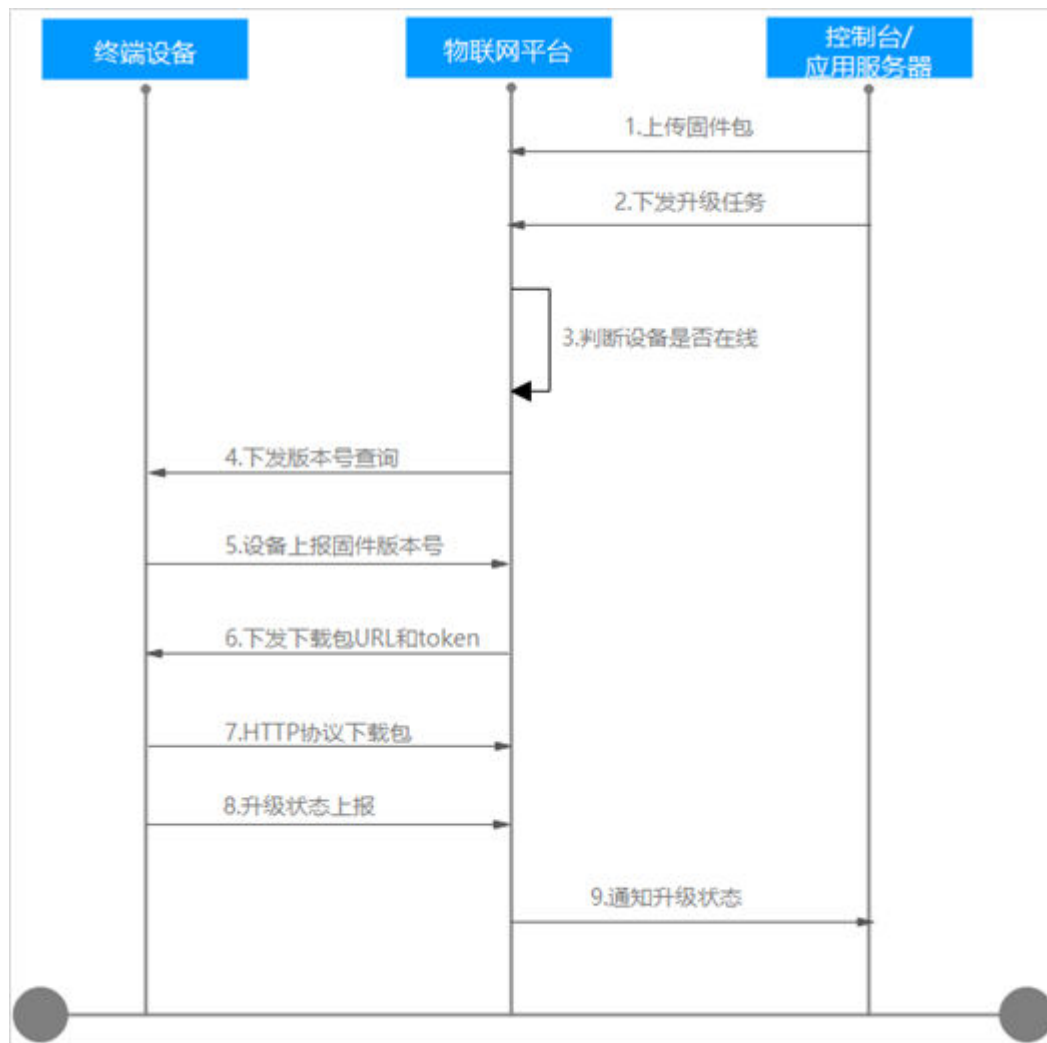 终端设备
物联网平台
控制台/
应用服务器
1.上传固件包
2.下发升级任务
3.判断设备是否在线
4.下发版本号查询
5.设备上报固件版本号
6.下发下载包URL和token
7.HTTP协议下载包
8.升级状态上报
9.通知升级状态